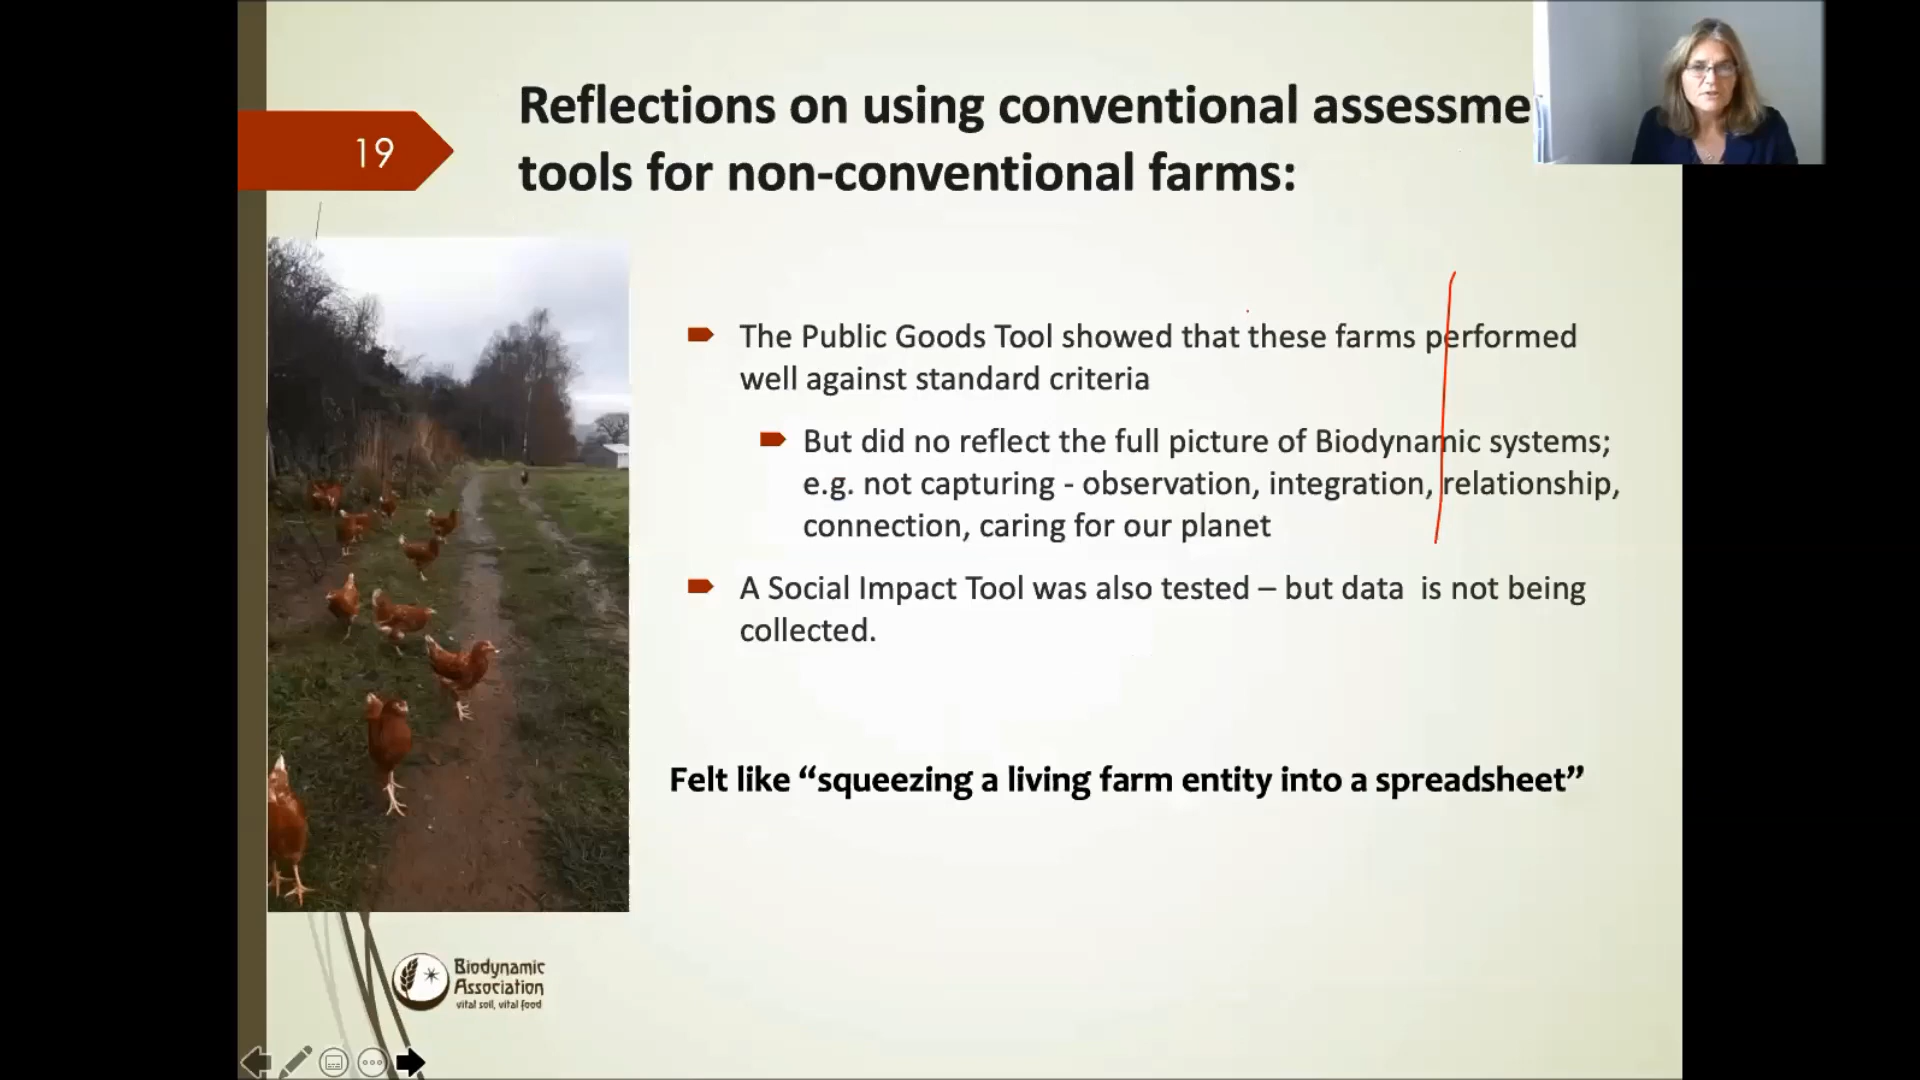 Reflections on using conventional assessme
tools for non-conventional farms:
19
The Public Goods Tool showed that these farms performed
well against standard criteria
But did no reflect the full picture of Biodynamic systems;
e.g. not capturing - observation, integration, relationship,
connection, caring for our planet
A Social Impact Tool was also tested – but data  is not being
collected.
Felt like “squeezing a living farm entity into a spreadsheet”
Biodynamic
Association
vital soil, vital food